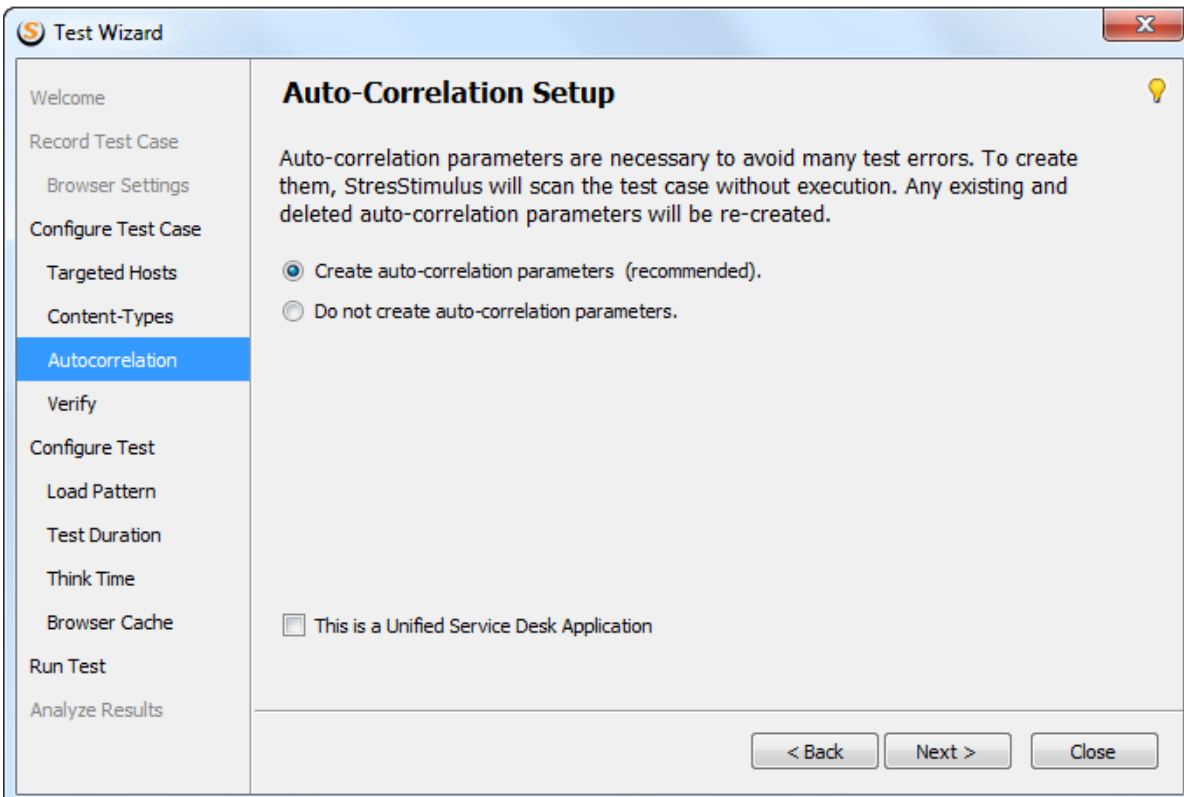 Test Wizard
Welcome
Record Test Case
Browser Settings
Configure Test Case
Targeted Hosts
Content-Types
Autocorrelation
Verify
Configure Test
Load Pattern
Test Duration
Think Time
Browser Cache
Run Test
Analyze Results
Auto-Correlation Setup
Auto-correlation parameters are necessary to avoid many test errors. To create
them, StresStimulus will scan the test case without execution. Any existing and
deleted auto-correlation parameters will be re-created.
Create auto-correlation parameters (recommended).
Do not create auto-correlation parameters.
This is a Unified Service Desk Application
< Back
Next >
Close